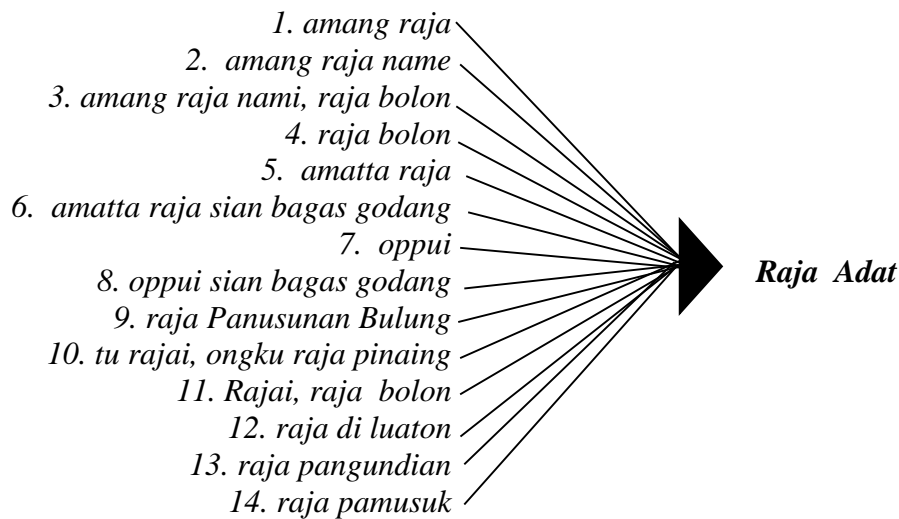 1. amang raja
2. amang raja name
3. amang raja nami, raja bolon
4. raja bolon
5. amatta raja
6. amatta raja sian bagas godang
7. oppui
8. oppui sian bagas godang
9. raja Panusunan Bulung
10. tu rajai, ongku raja pinaing
11. Rajai, raja bolon
12. raja di luaton
13. raja pangundian
14. raja pamusuk
Raja Adat